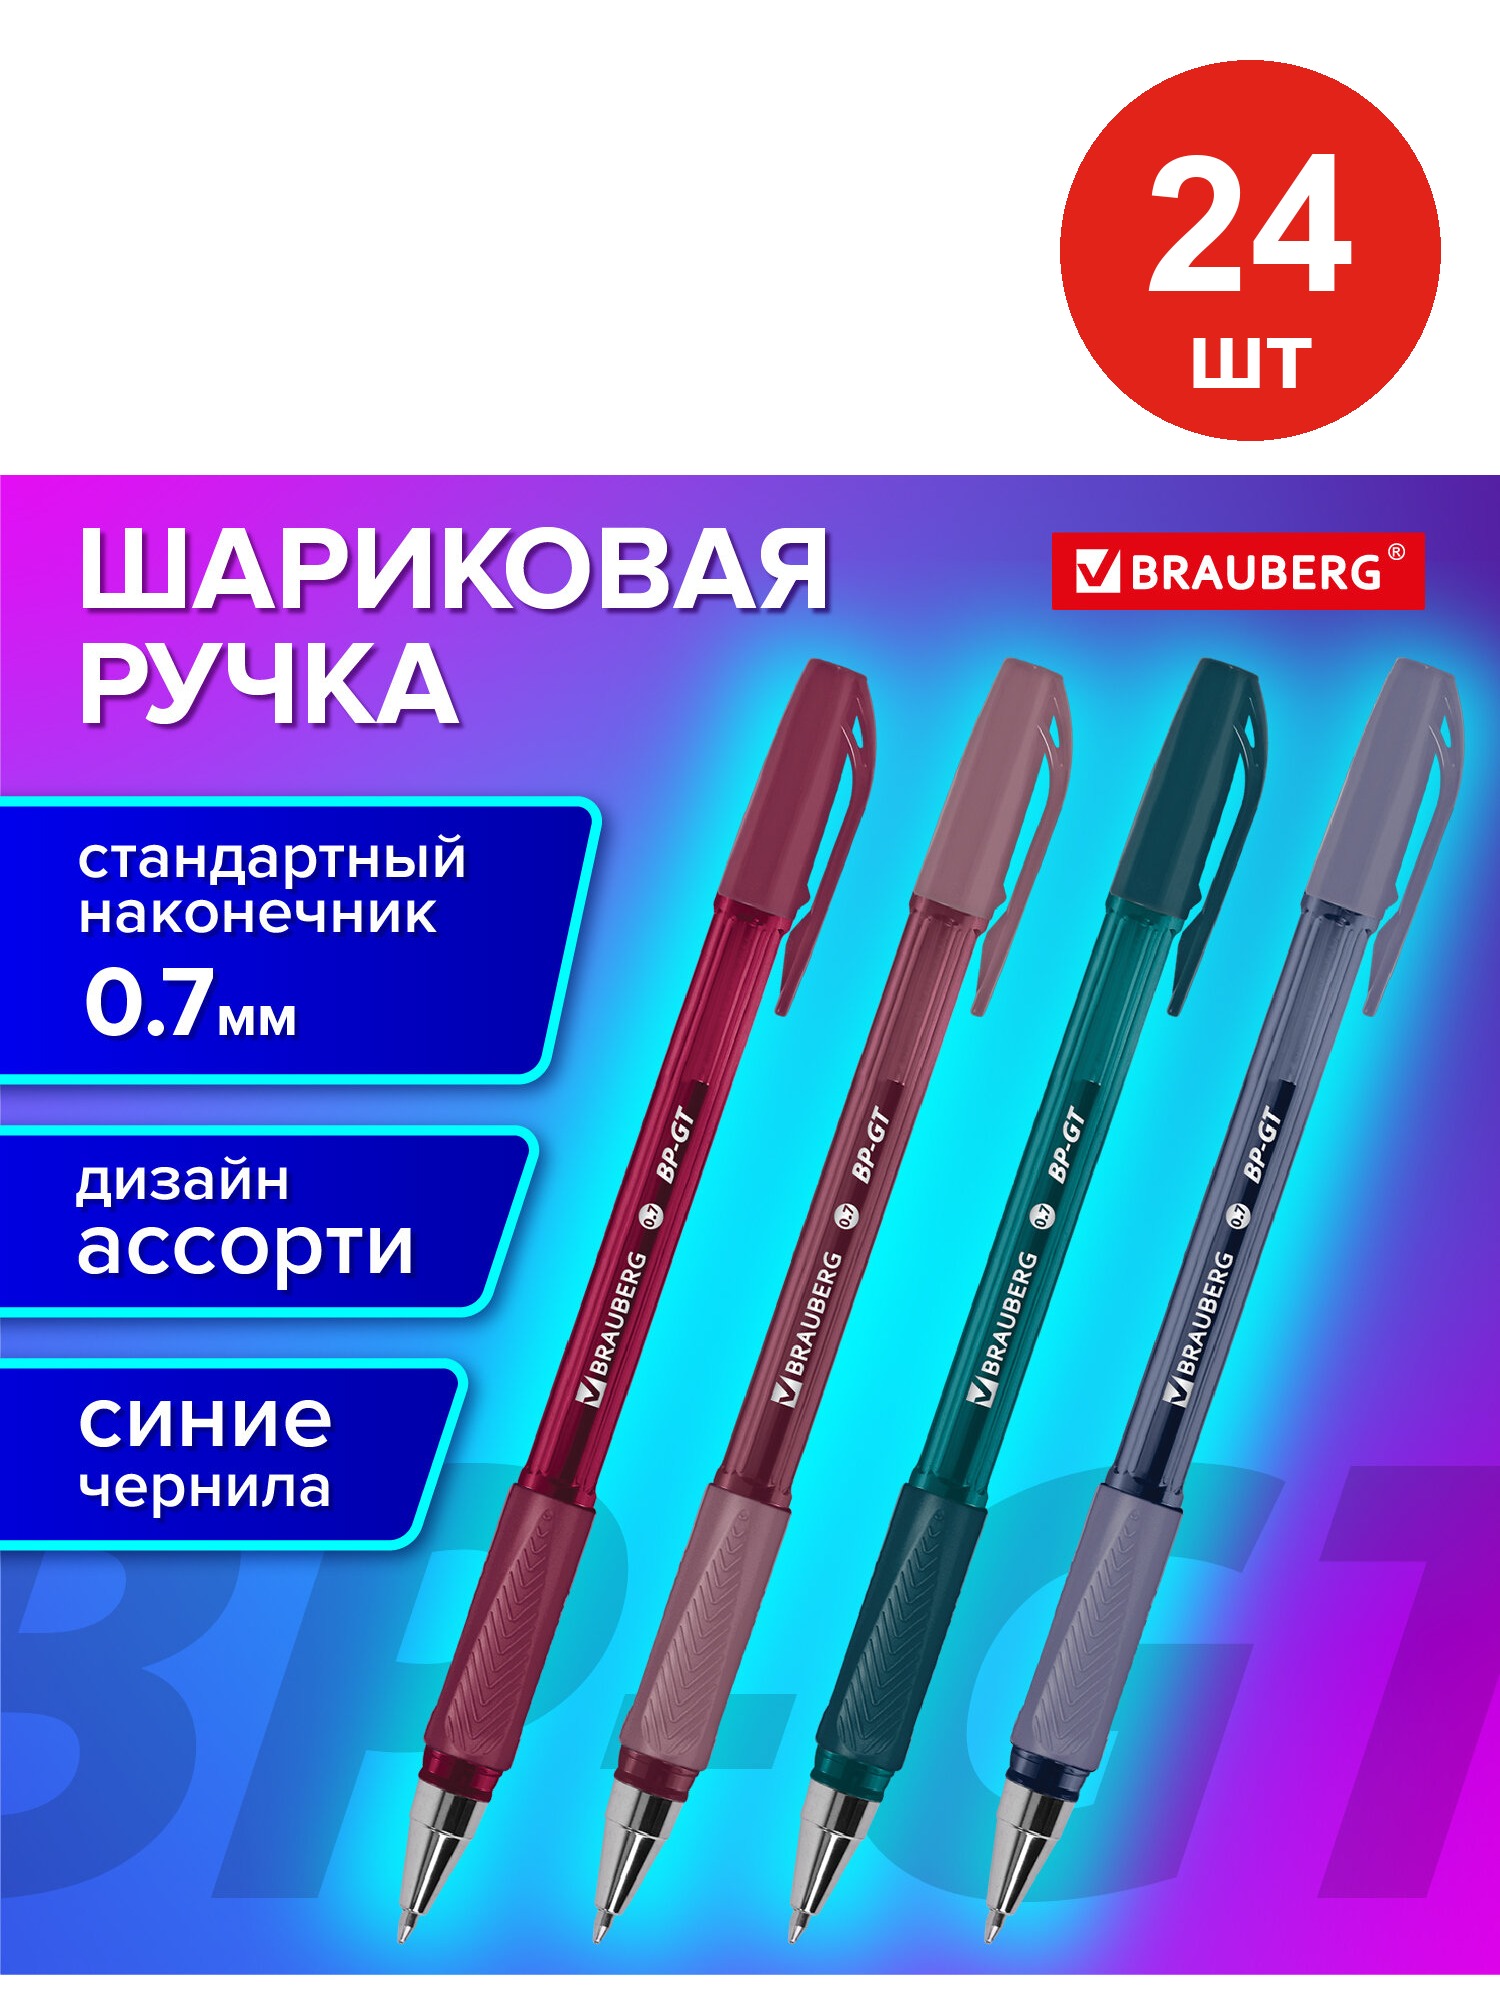 24
шт
ШАРИКОВАЯ
РУЧКА
BRAUBERG®
стандартный
наконечник
0.7мм
дизайн
ассорти
синие
чернила
BRAUBERG 0.7 BP-GT
BRAUBERG 0.7 BP-GT
BRAUBERG 0.7 BP-GT
BRAUBERG 0.7 BP-GT
BP-GT